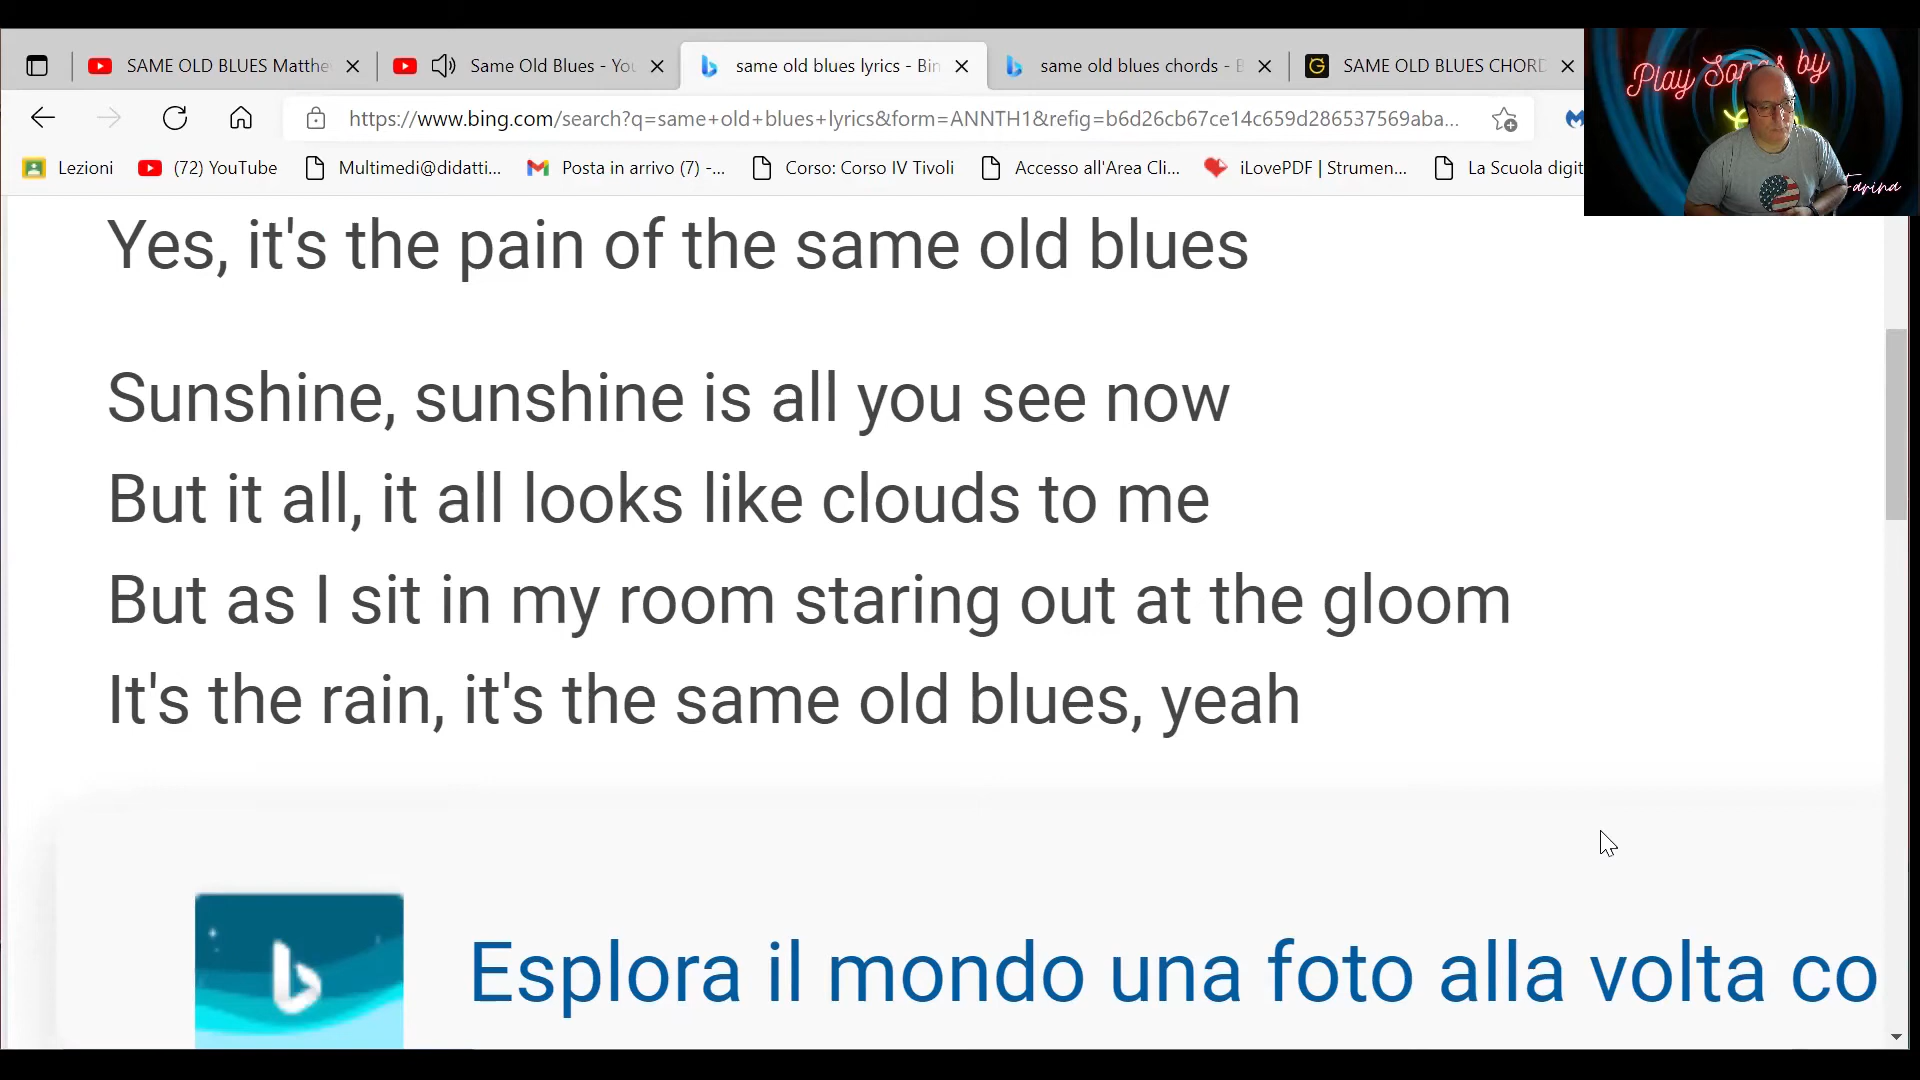 SAME OLD BLUES Matthe
Same Old Blues - You
same old blues lyrics - Bin
same old blues chords - B
SAME OLD BLUES CHORD
https://www.bing.com/search?q=same+old+blues+lyrics&form=ANNTH1&refig=b6d26cb67ce14c659d286537569aba...
Lezioni
(72) YouTube
Multimedi@didatti...
Posta in arrivo (7) -...
Corso: Corso IV Tivoli
Accesso all'Area Cli...
iLovePDF | Strumen...
La Scuola digit
Play Songs by
Farina
Yes, it's the pain of the same old blues
Sunshine, sunshine is all you see now
But it all, it all looks like clouds to me
But as I sit in my room staring out at the gloom
It's the rain, it's the same old blues, yeah
Esplora il mondo una foto alla volta co